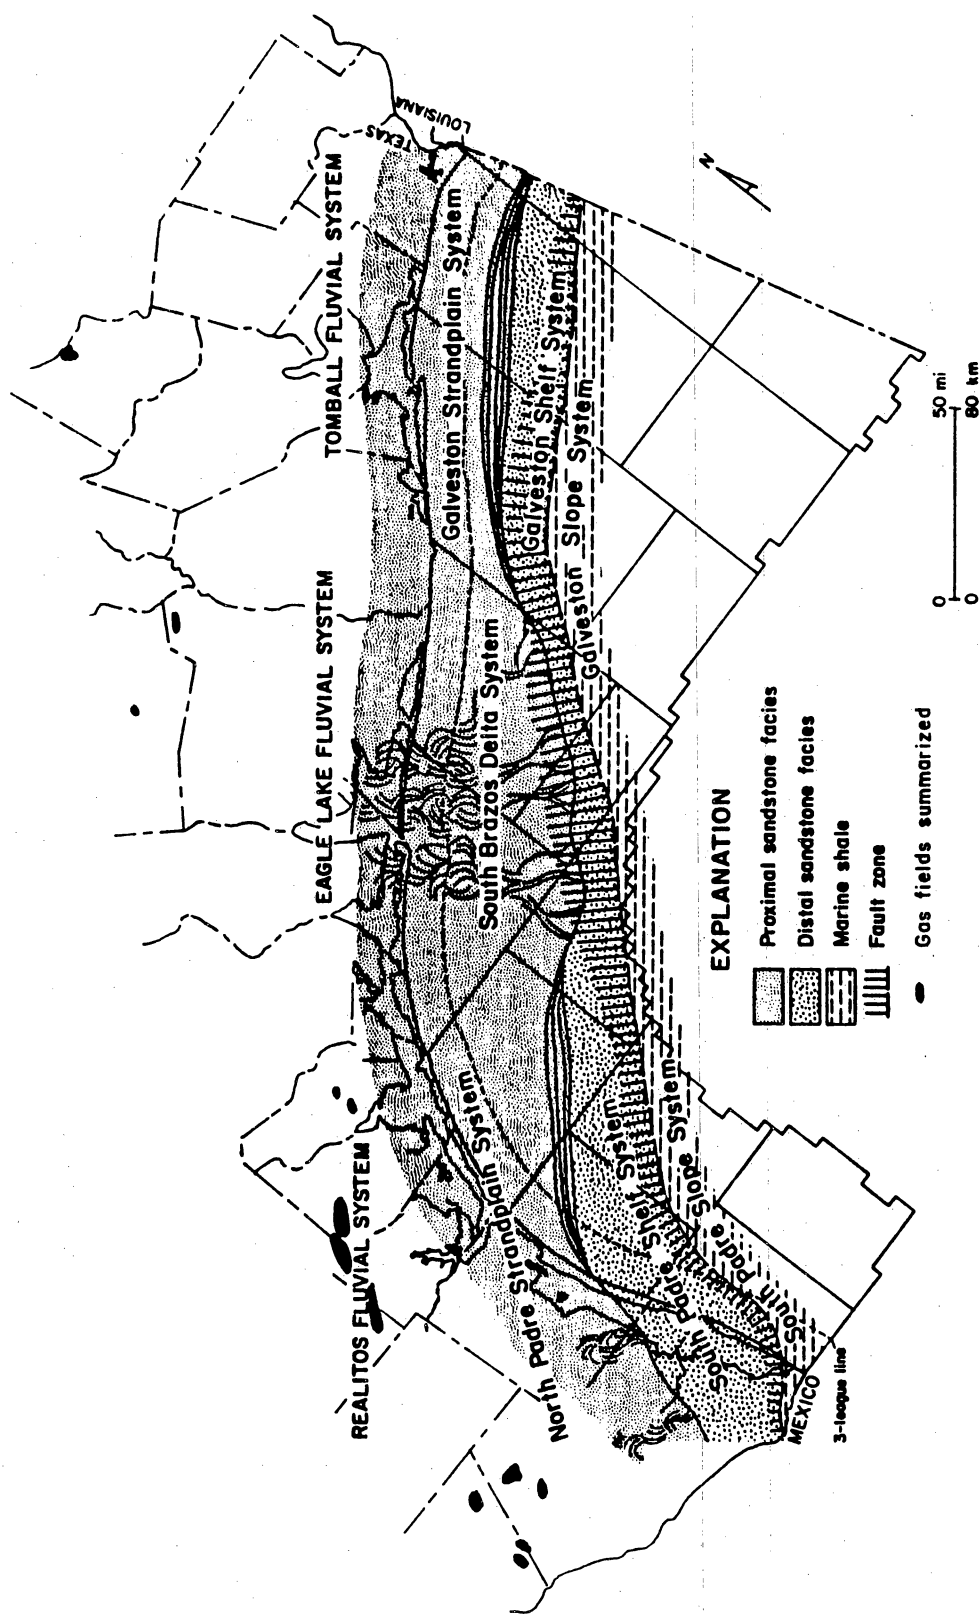 REALITOS FLUVIAL SYSTEM
EAGLE LAKE FLUVIAL SYSTEM
TOMBALL FLUVIAL SYSTEM
TEXAS
LOUISIANA
North Padre Strandplain System
South Brazos Delta System
Galveston Strandplain System
South Padre Shelf System
Galveston Shelf System
South Padre Slope System
Galveston Slope System
South
MEXICO
3-league line
N
EXPLANATION
Proximal sandstone facies
Distal sandstone facies
Marine shale
Fault zone
Gas fields summarized
0 50 mi
0 80 km